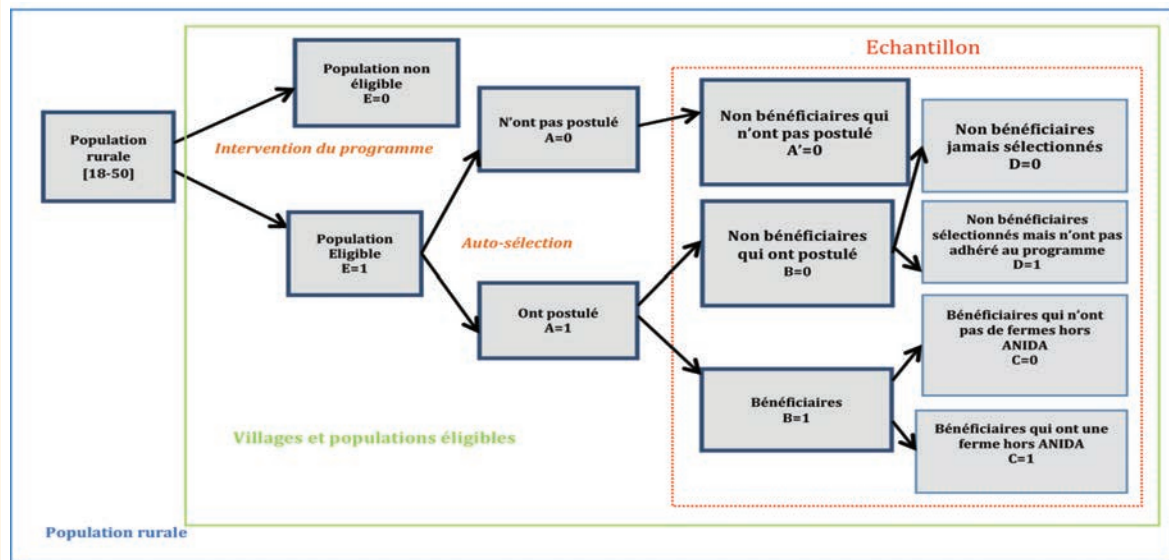 Echantillon
Population non
éligible
E=0
Population
rurale
[18-50]
Intervention du programme
Population
Eligible
E=1
N'ont pas postulé
A=0
Auto-sélection
Ont postulé
A=1
Non bénéficiaires qui
n'ont pas postulé
A'=0
Non bénéficiaires
qui ont postulé
B=0
Bénéficiaires
B=1
Non bénéficiaires
jamais sélectionnés
D=0
Non bénéficiaires
sélectionnés mais n'ont pas
adhéré au programme
D=1
Bénéficiaires qui n'ont
pas de fermes hors
ANIDA
C=0
Bénéficiaires qui ont une
ferme hors ANIDA
C=1
Villages et populations éligibles
Population rurale